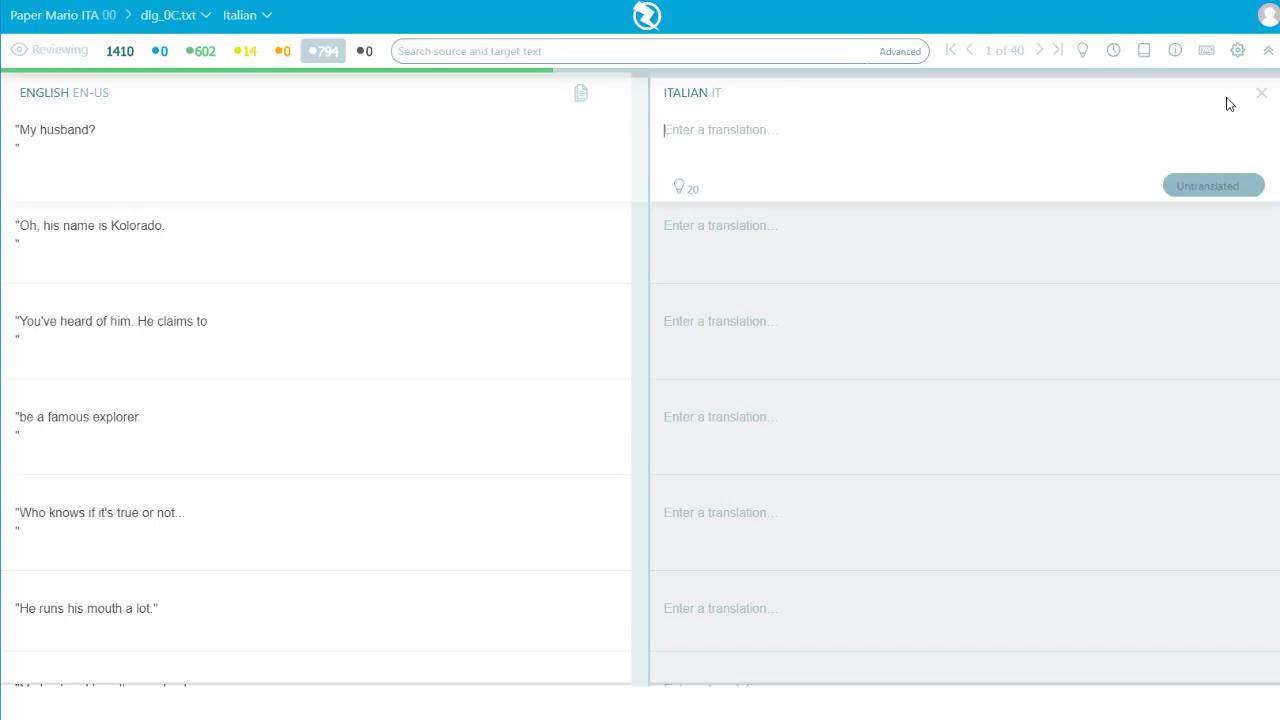 Paper Mario ITA 00 dlg_0C.txt Italian
Reviewing 1410 0 602 14 0 794 0 Search source and target text Advanced 1 of 40
ENGLISH EN-US
ITALIAN IT
"My husband?
"
Enter a translation...
20
Untranslated
"Oh, his name is Kolorado.
"
Enter a translation...
"You've heard of him. He claims to
"
Enter a translation...
"be a famous explorer.
"
Enter a translation...
"Who knows if it's true or not...
"
Enter a translation...
"He runs his mouth a lot."
Enter a translation...